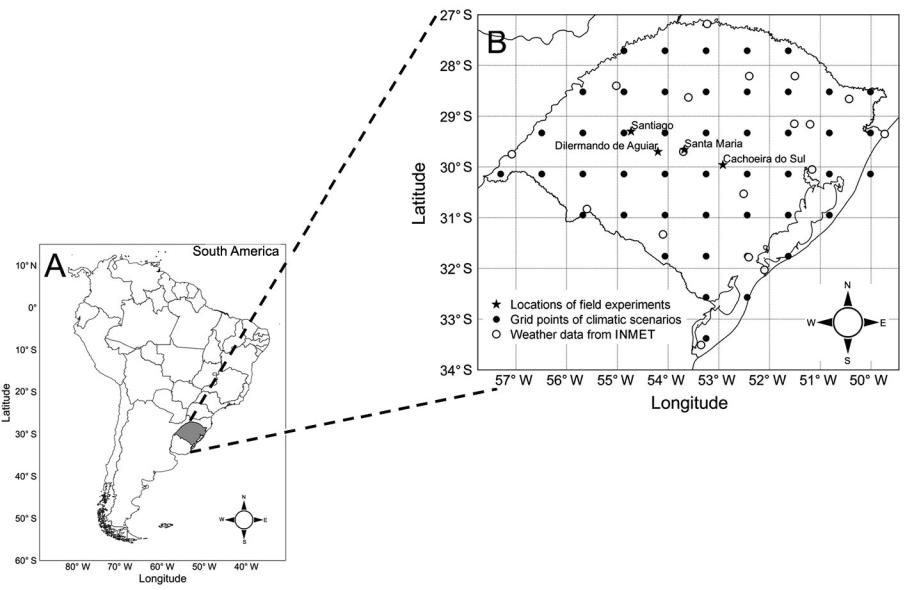 B
27° S
28° S
29° S
30° S
31° S
32° S
33° S
34° S
Latitude
Santiago
Dilermando de Aguiar
Santa Maria
Cachoeira do Sul
Locations of field experiments
Grid points of climatic scenarios
Weather data from INMET
N
W
E
S
57° W 56° W 55° W 54° W 53° W 52° W 51° W 50° W
Longitude
A
South America
10° N
0°
10° S
20° S
30° S
40° S
50° S
60° S
Latitude
N
W
E
S
80° W 70° W 60° W 50° W 40° W
Longitude